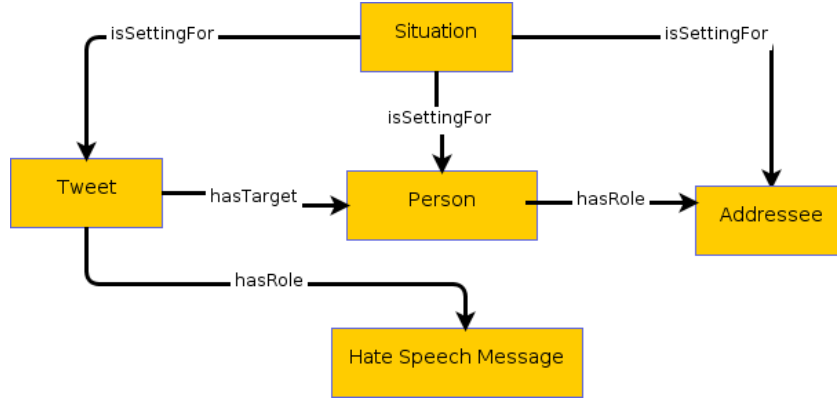 Situation
isSettingFor
isSettingFor
isSettingFor
Tweet
hasTarget
Person
hasRole
Addressee
hasRole
Hate Speech Message